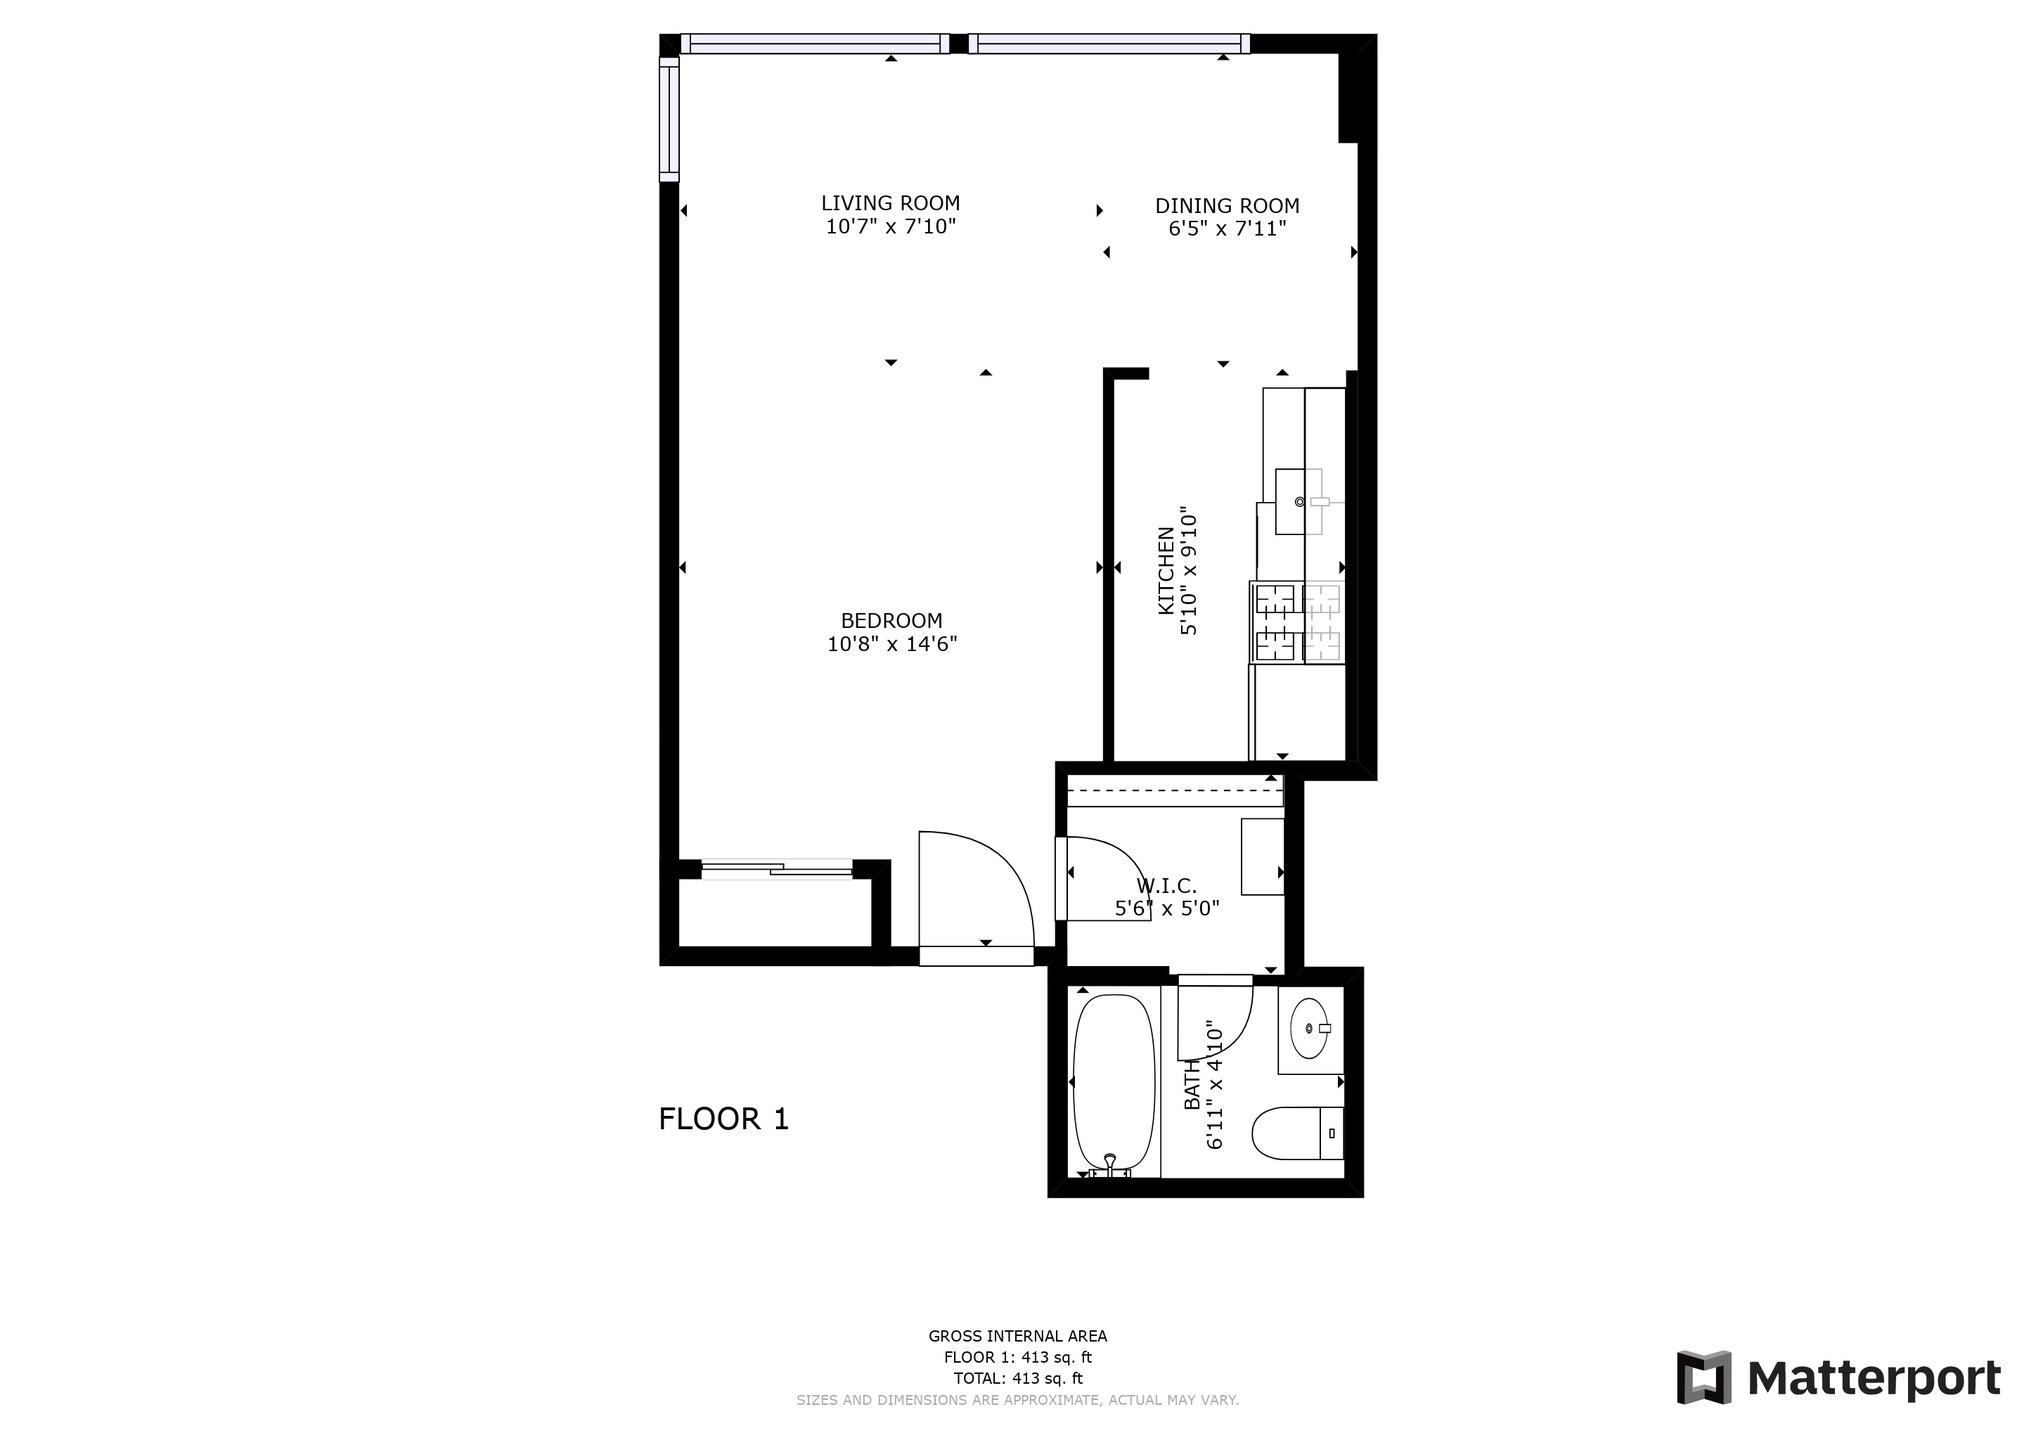 LIVING ROOM
10'7" x 7'10"
DINING ROOM
6'5" x 7'11"
KITCHEN
5'10" x 9'10"
BEDROOM
10'8" x 14'6"
W.I.C.
5'6" x 5'0"
BATH
6'11" x 4'10"
FLOOR 1
GROSS INTERNAL AREA
FLOOR 1: 413 sq. ft
TOTAL: 413 sq. ft
SIZES AND DIMENSIONS ARE APPROXIMATE, ACTUAL MAY VARY.
Matterport